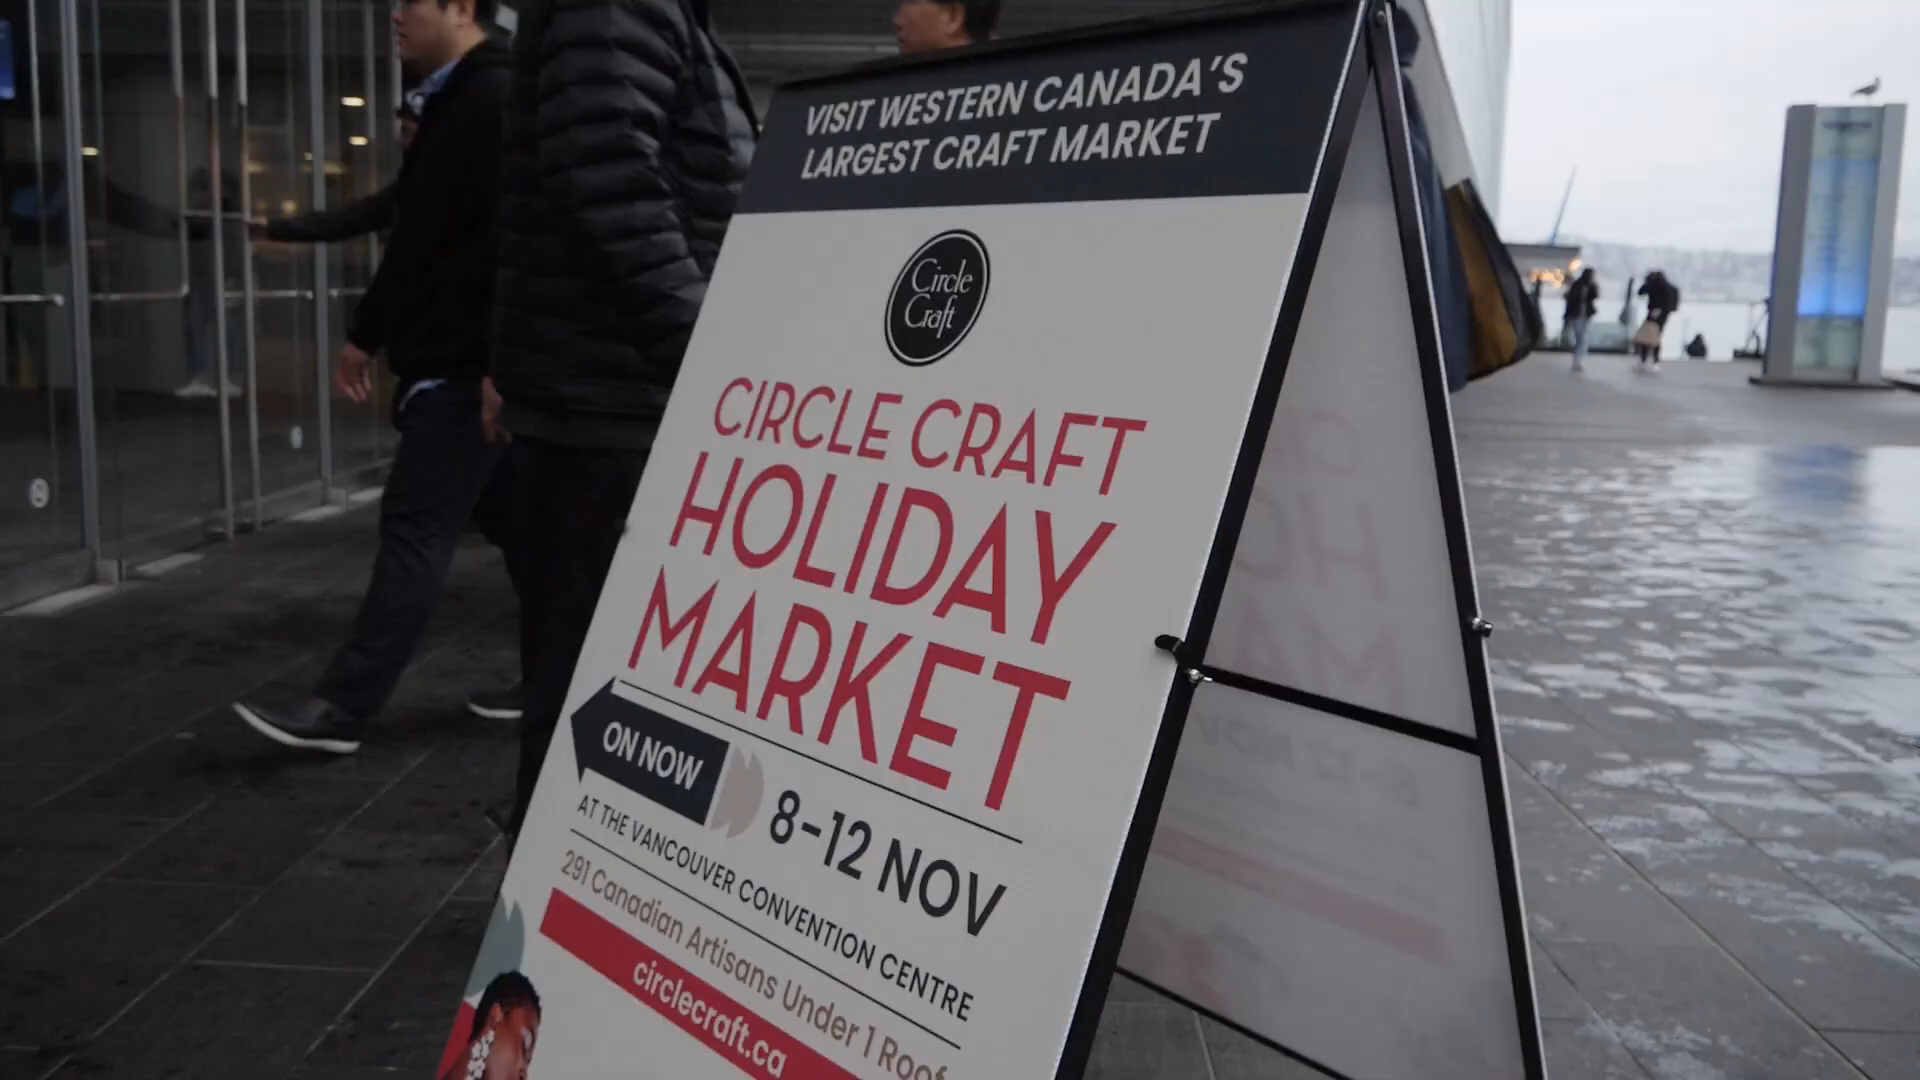 VISIT WESTERN CANADA'S
LARGEST CRAFT MARKET
Circle
Craft
CIRCLE CRAFT
HOLIDAY
MARKET
ON NOW
8-12 NOV
AT THE VANCOUVER CONVENTION CENTRE
291 Canadian Artisans Under 1 Roof
circlecraft.ca